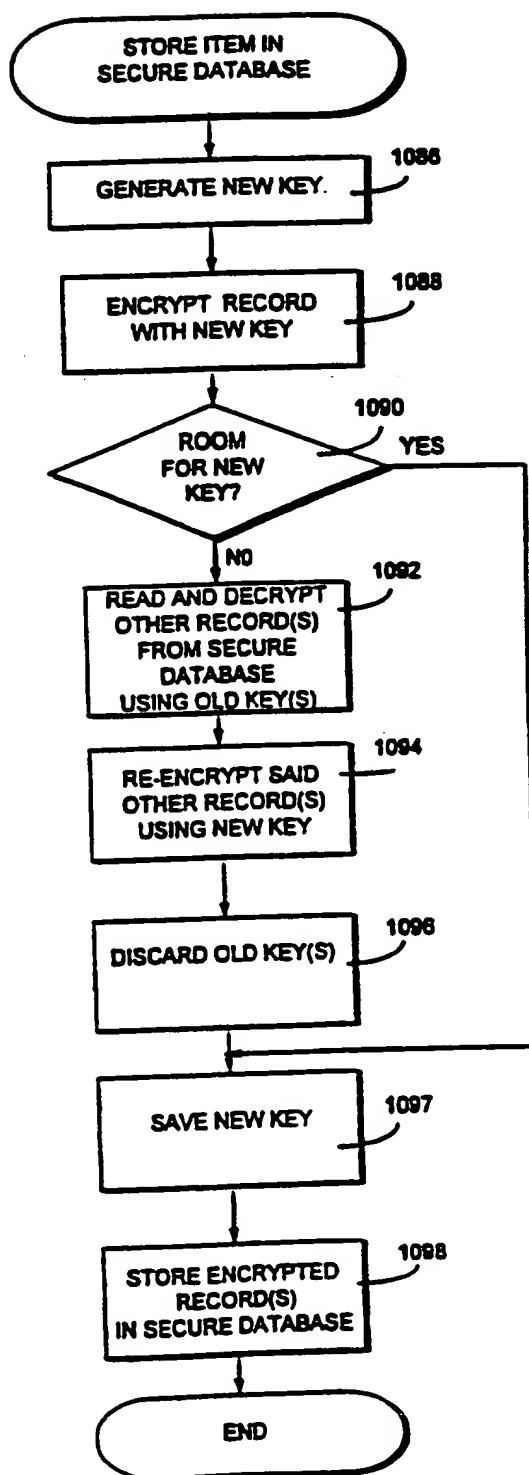 STORE ITEM IN
SECURE DATABASE
1086
GENERATE NEW KEY.
1088
ENCRYPT RECORD
WITH NEW KEY
1090
ROOM
FOR NEW
KEY?
YES
NO
1092
READ AND DECRYPT
OTHER RECORD(S)
FROM SECURE
DATABASE
USING OLD KEY(S)
1094
RE-ENCRYPT SAID
OTHER RECORD(S)
USING NEW KEY
1096
DISCARD OLD KEY(S)
1097
SAVE NEW KEY
1098
STORE ENCRYPTED
RECORD(S)
IN SECURE DATABASE
END